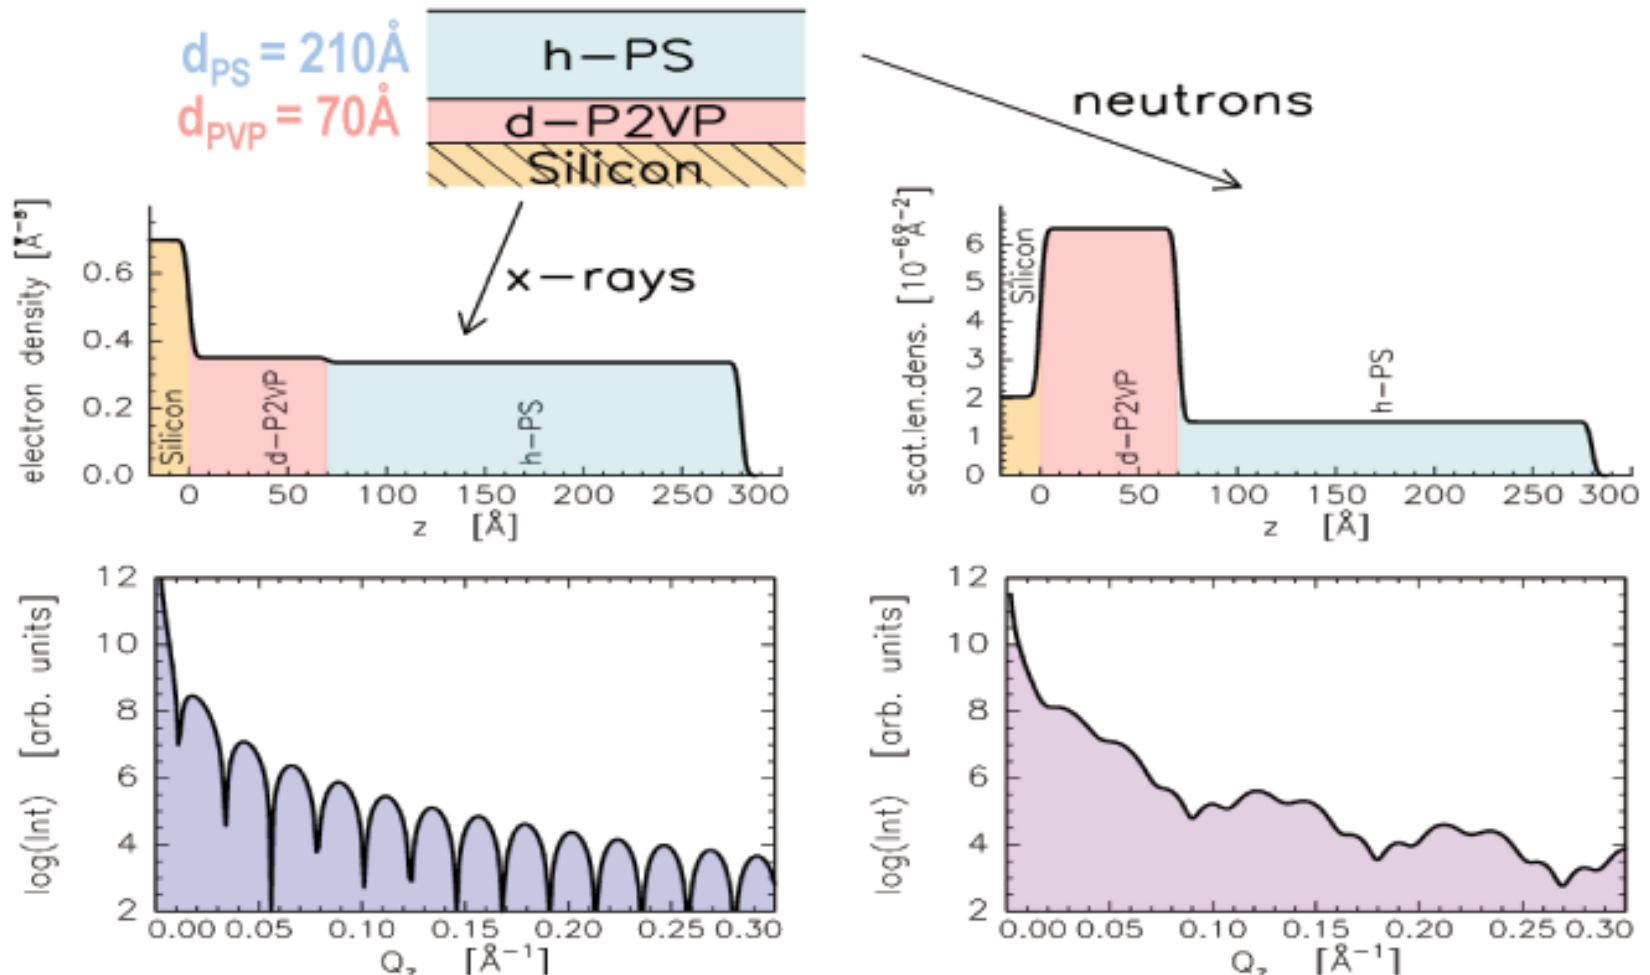 d_PS = 210Å
h-PS
d_PVP = 70Å
d-P2VP
Silicon
neutrons
x-rays
electron density [Å⁻³]
0.6
0.4
0.2
0.0
Silicon
d-P2VP
h-PS
0 50 100 150 200 250 300
z [Å]
scat.len.dens. [10⁻⁶Å⁻²]
6
5
4
3
2
1
0
Silicon
d-P2VP
h-PS
0 50 100 150 200 250 300
z [Å]
log(Int) [arb. units]
12
10
8
6
4
2
0.00 0.05 0.10 0.15 0.20 0.25 0.30
Q_z [Å⁻¹]
log(Int) [arb. units]
12
10
8
6
4
2
0.00 0.05 0.10 0.15 0.20 0.25 0.30
Q_z [Å⁻¹]